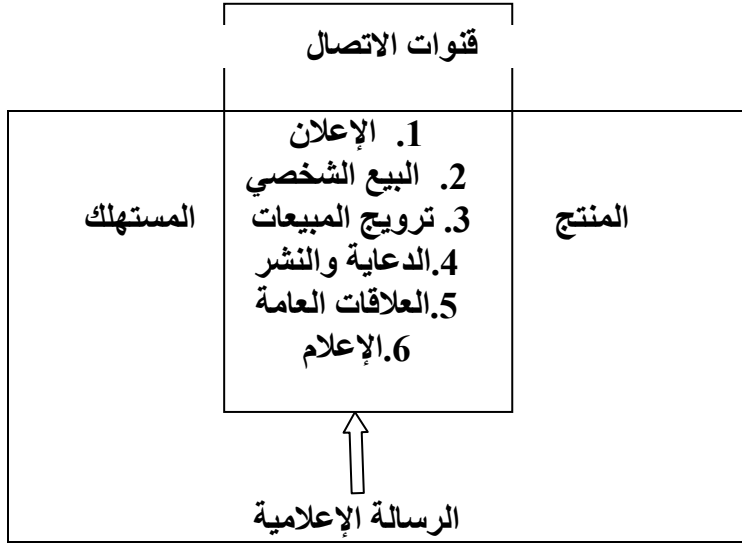 قنوات الاتصال
1. الإعلان
2. البيع الشخصي
المنتج
3. ترويج المبيعات
المستهلك
4.الدعاية والنشر
5.العلاقات العامة
6.الإعلام
الرسالة الإعلامية